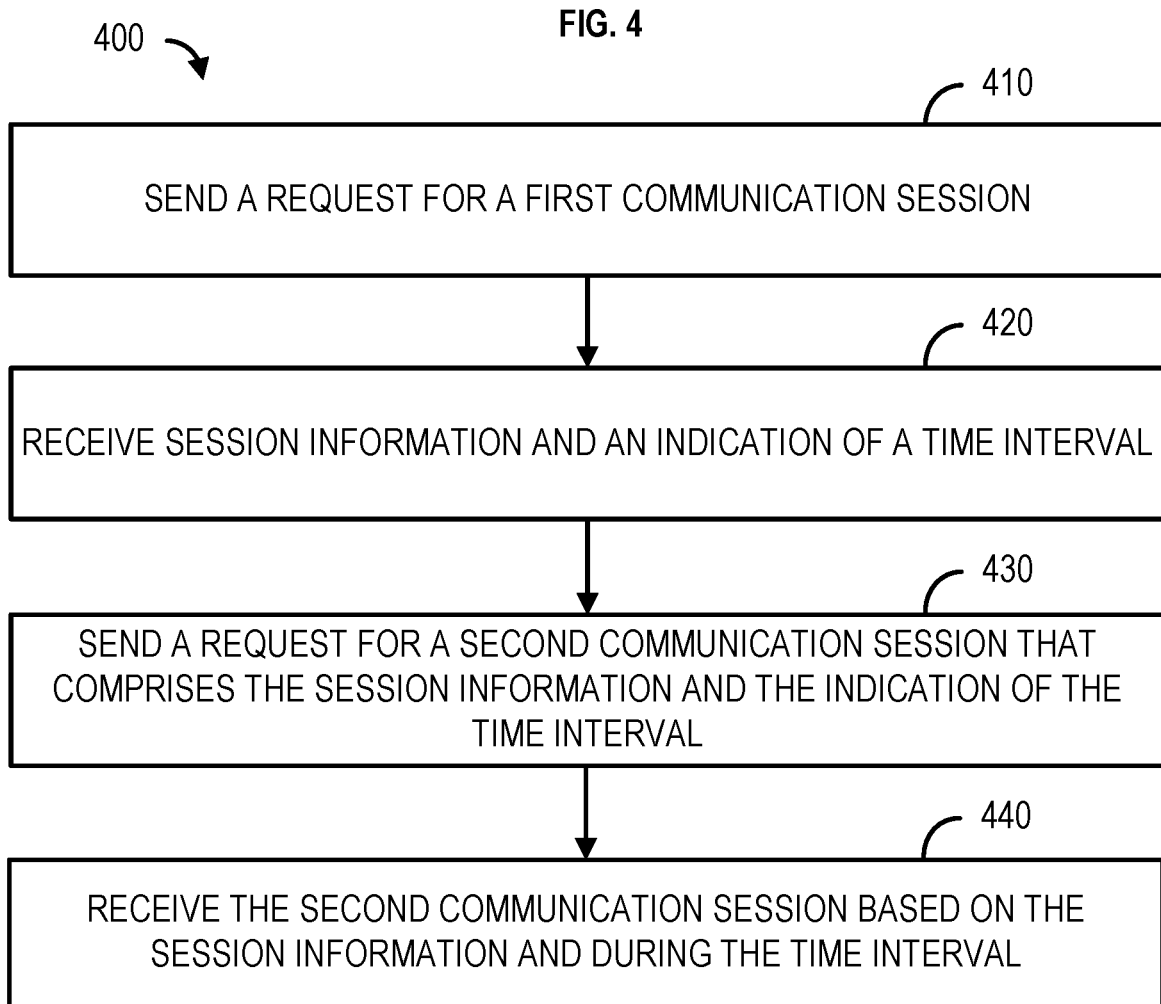 FIG. 4
400
410
SEND A REQUEST FOR A FIRST COMMUNICATION SESSION
420
RECEIVE SESSION INFORMATION AND AN INDICATION OF A TIME INTERVAL
430
SEND A REQUEST FOR A SECOND COMMUNICATION SESSION THAT
COMPRISES THE SESSION INFORMATION AND THE INDICATION OF THE
TIME INTERVAL
440
RECEIVE THE SECOND COMMUNICATION SESSION BASED ON THE
SESSION INFORMATION AND DURING THE TIME INTERVAL